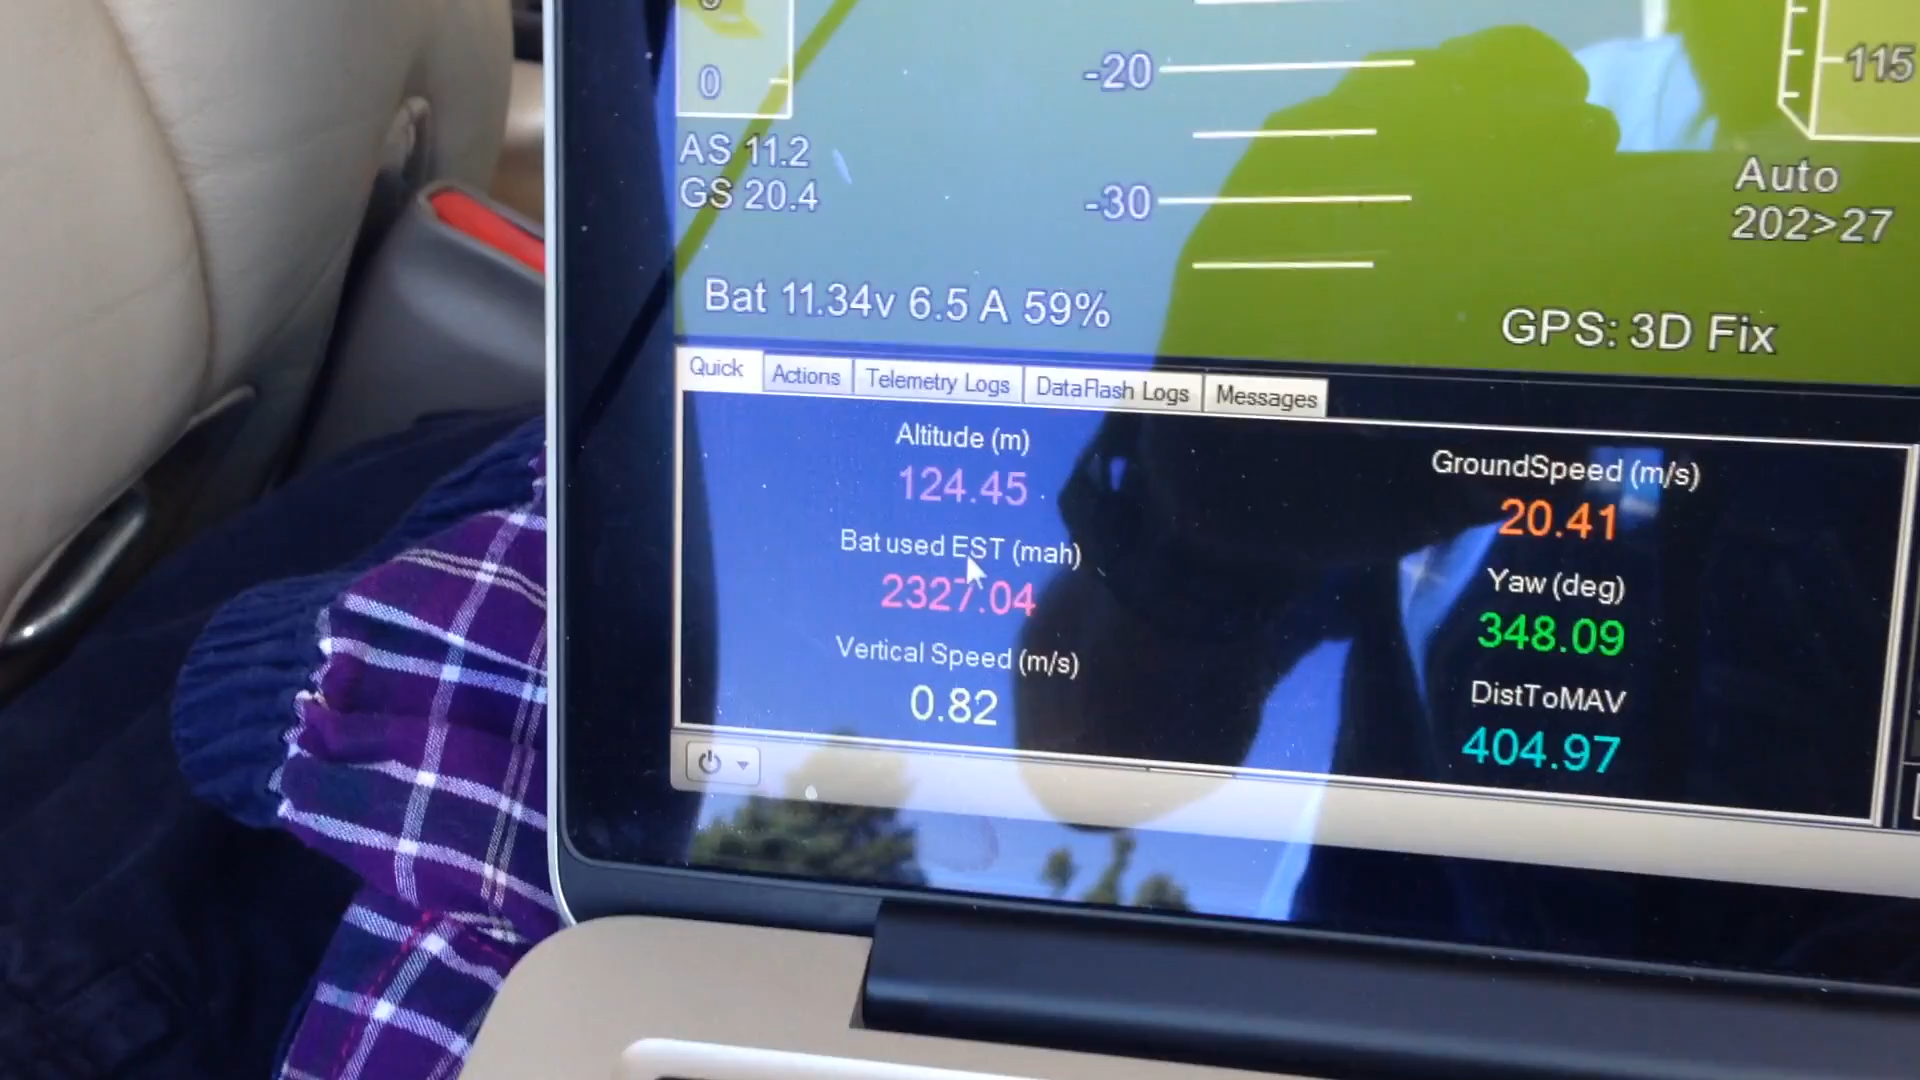 0
-20
115
AS 11.2
GS 20.4
-30
Auto
202>27
Bat 11.34v 6.5 A 59%
GPS: 3D Fix
Quick
Actions
Telemetry Logs
DataFlash Logs
Messages
Altitude (m)
124.45
GroundSpeed (m/s)
20.41
Bat used EST (mah)
2327.04
Yaw (deg)
348.09
Vertical Speed (m/s)
0.82
DistToMAV
404.97